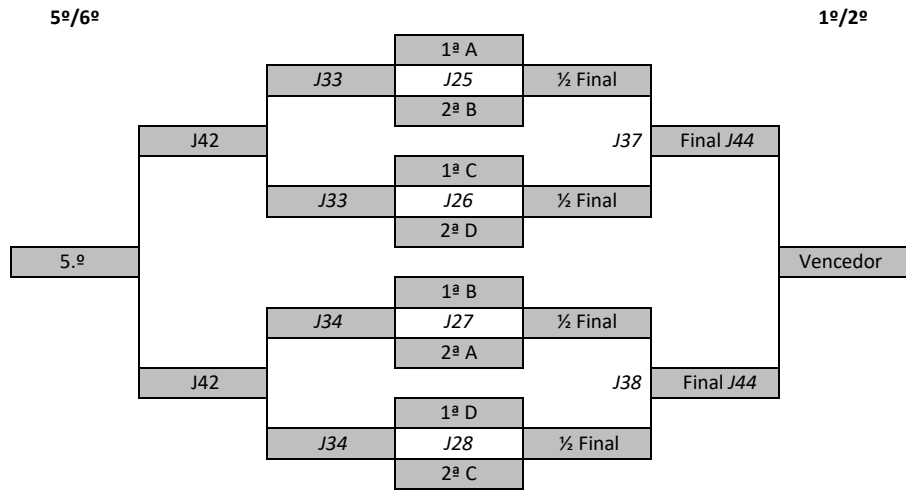 5º/6º 1º/2º
1ª A
J33 J25 ½ Final
2ª B
J42 J37 Final J44
1ª C
J33 J26 ½ Final
2ª D
5.º Vencedor
1ª B
J34 J27 ½ Final
2ª A
J42 J38 Final J44
1ª D
J34 J28 ½ Final
2ª C